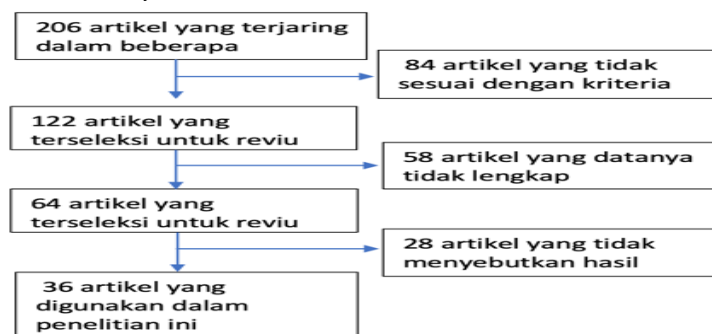 206 artikel yang terjaring
dalam beberapa
84 artikel yang tidak
sesuai dengan kriteria
122 artikel yang
terseleksi untuk reviu
58 artikel yang datanya
tidak lengkap
64 artikel yang
terseleksi untuk reviu
28 artikel yang tidak
menyebutkan hasil
36 artikel yang
digunakan dalam
penelitian ini